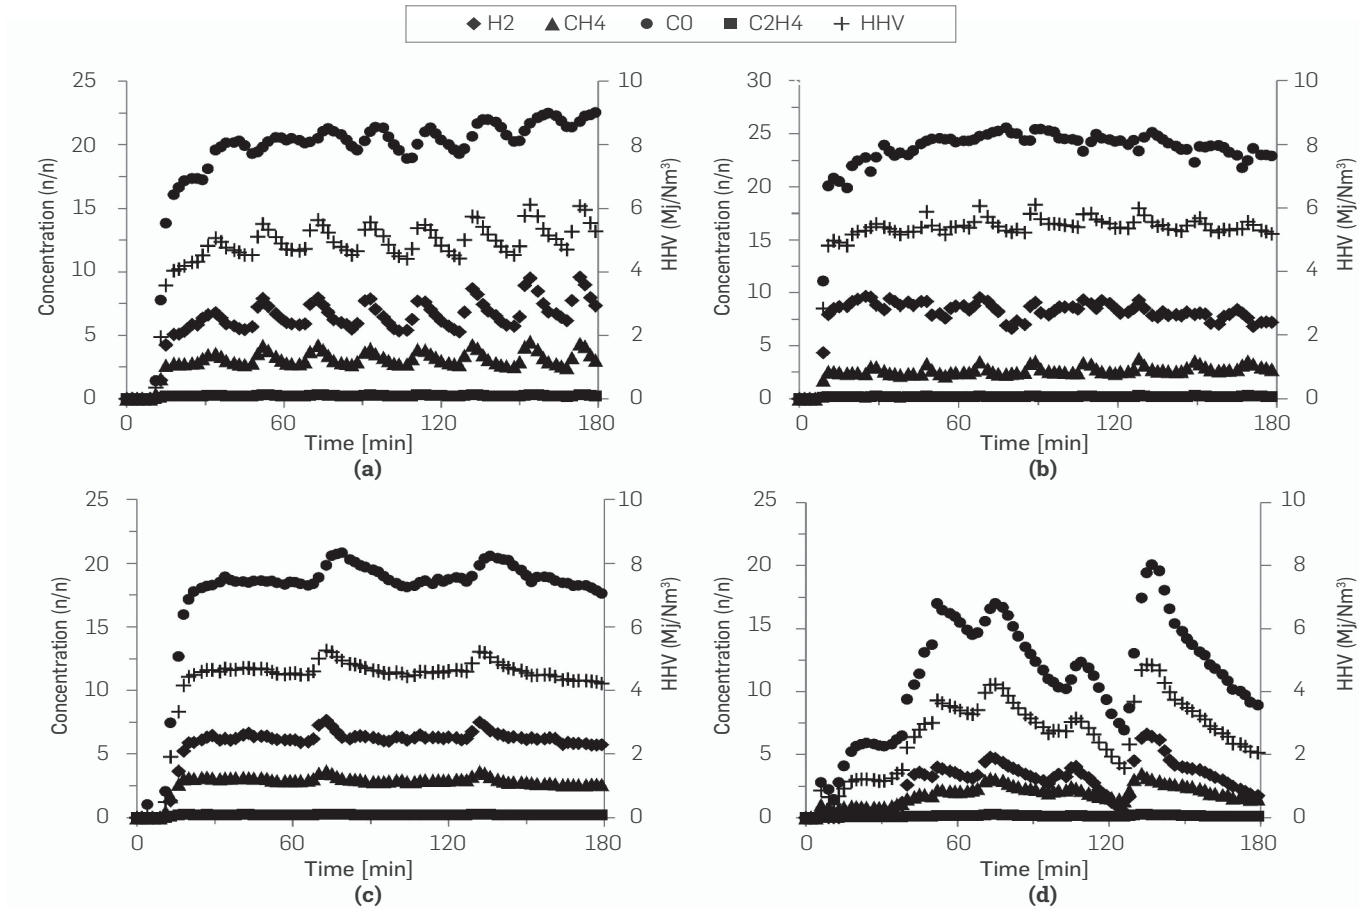 H2 CH4 CO C2H4 HHV
25 20 15 10 5 0
Concentration (n/n)
10 8 6 4 2 0
HHV (Mj/Nm³)
0 60 120 180
Time [min]
(a)
30 25 20 15 10 5 0
Concentration (n/n)
10 8 6 4 2 0
HHV (Mj/Nm³)
0 60 120 180
Time [min]
(b)
25 20 15 10 5 0
Concentration (n/n)
10 8 6 4 2 0
HHV (Mj/Nm³)
0 60 120 180
Time [min]
(c)
25 20 15 10 5 0
Concentration (n/n)
10 8 6 4 2 0
HHV (Mj/Nm³)
0 60 120 180
Time [min]
(d)